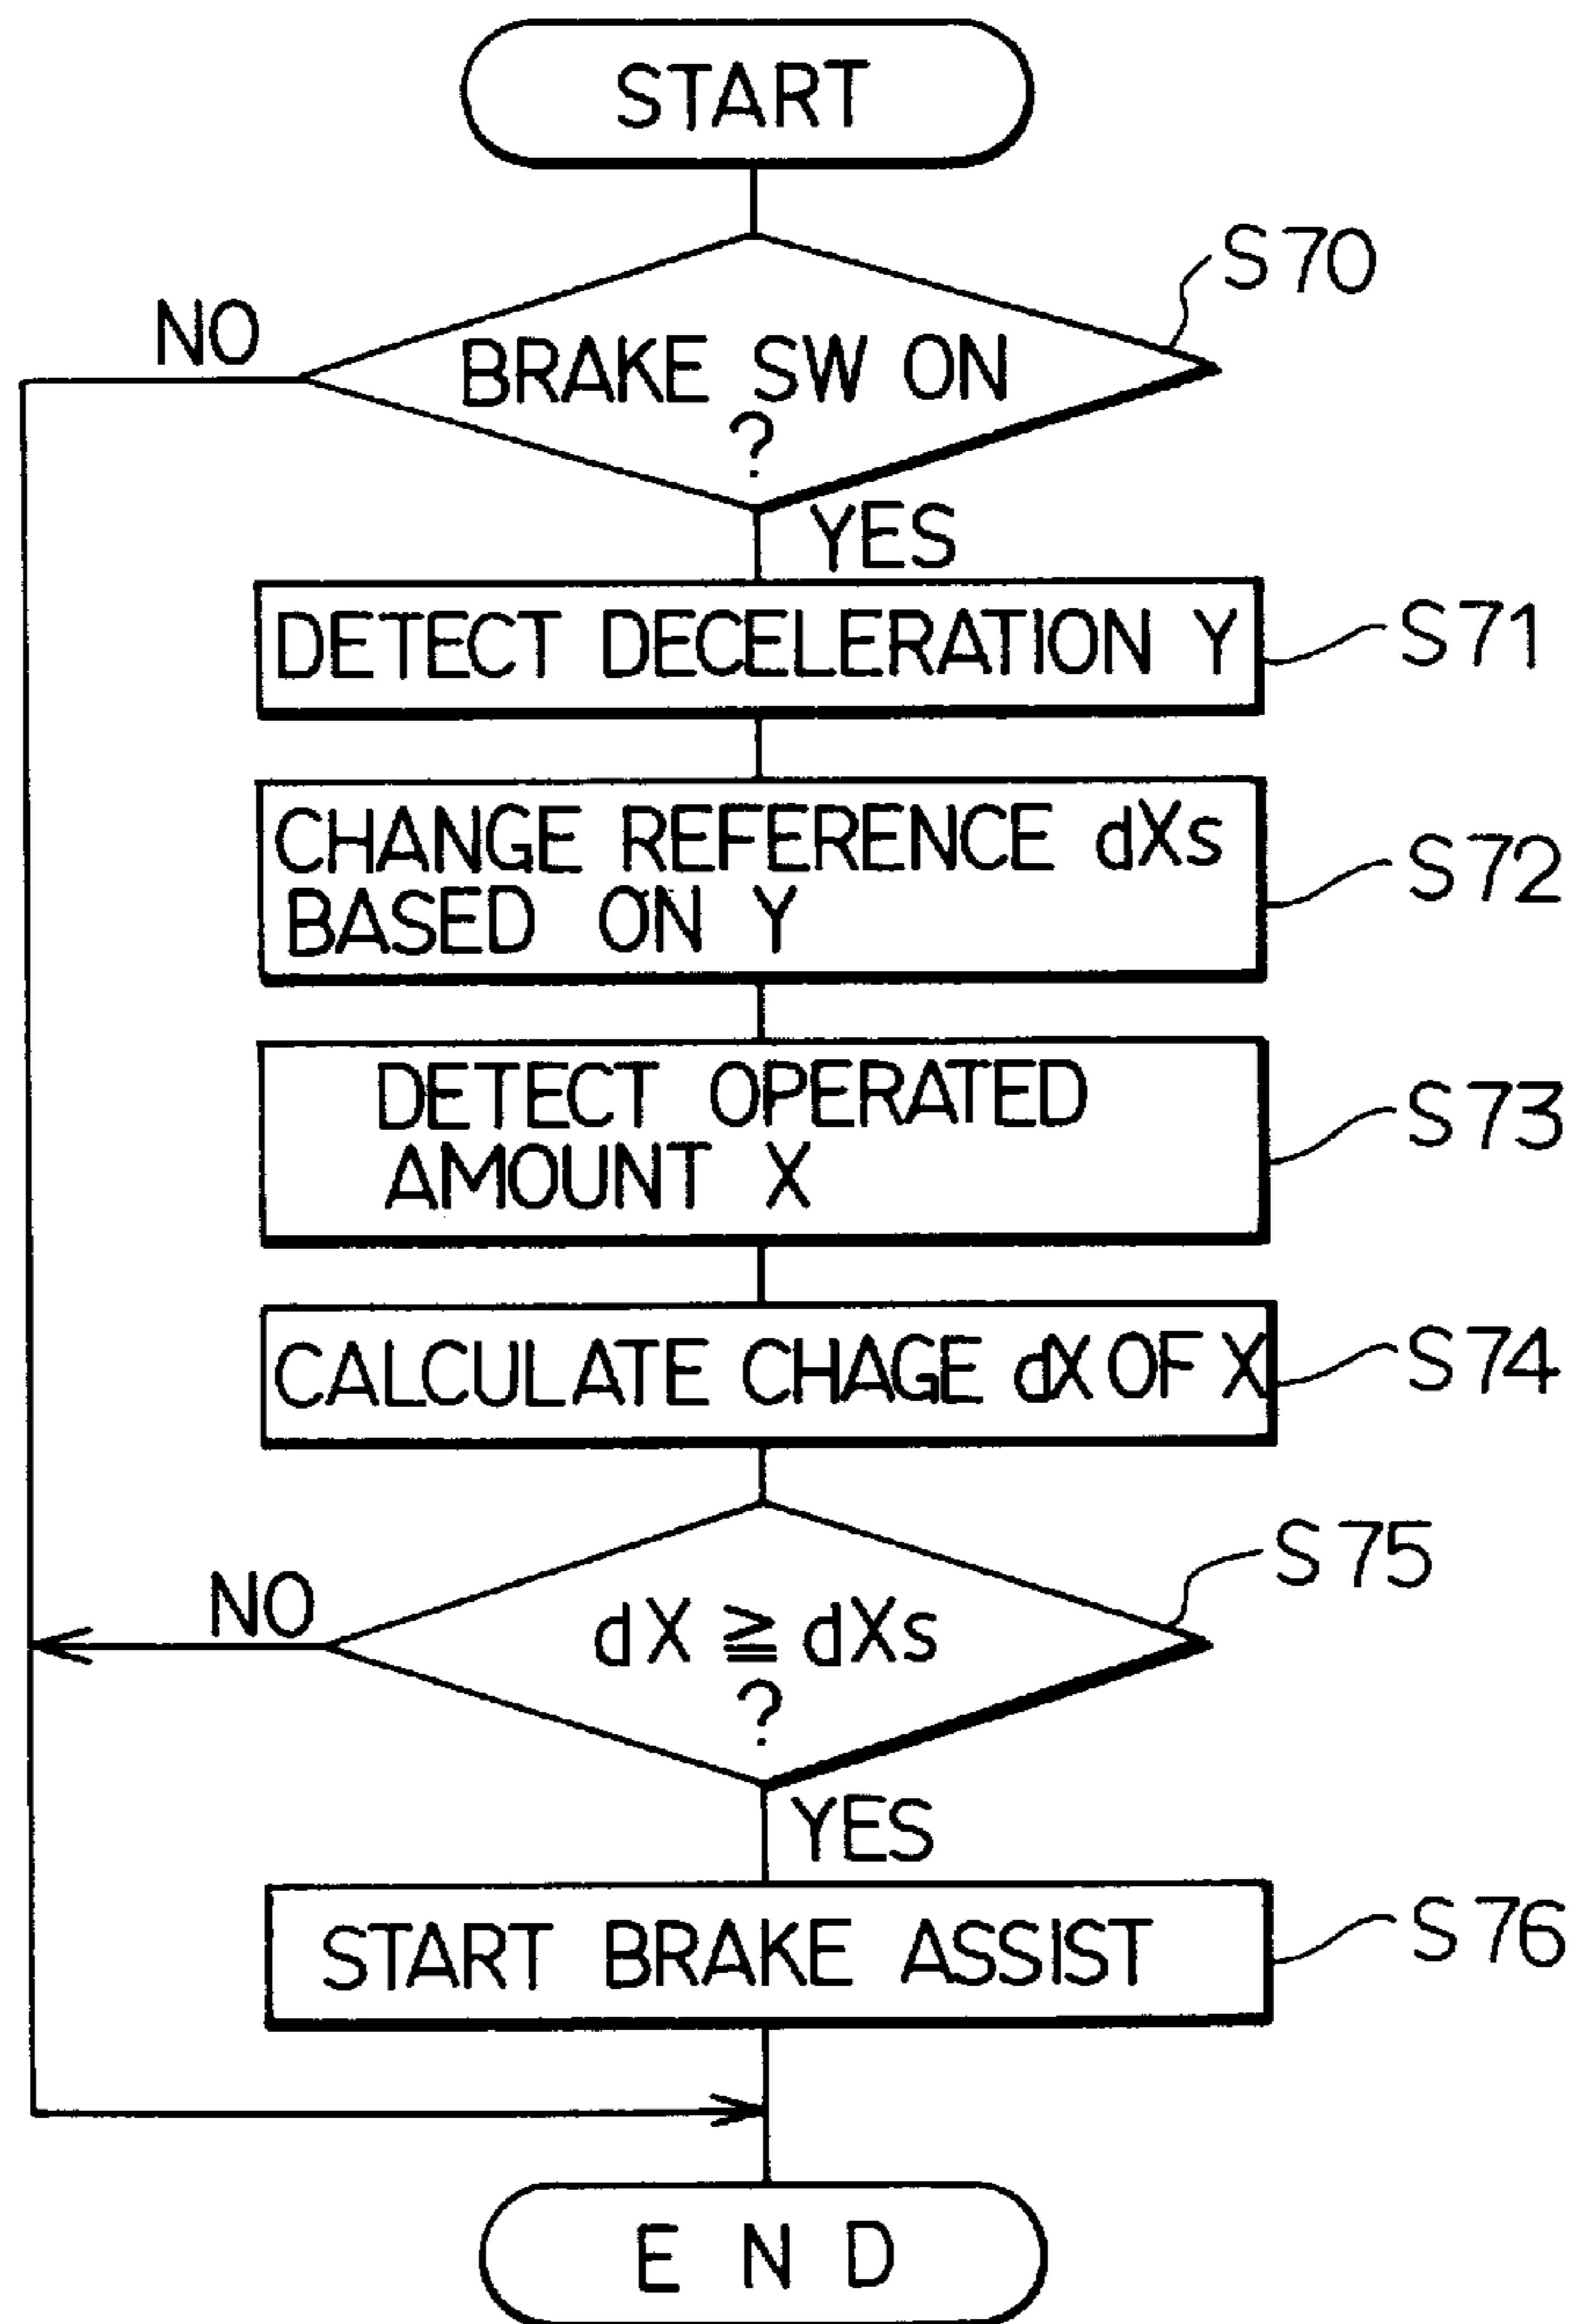 START
S70
NO
BRAKE SW ON
?
YES
DETECT DECELERATION Y
S71
CHANGE REFERENCE dXs
BASED ON Y
S72
DETECT OPERATED
AMOUNT X
S73
CALCULATE CHAGE dX OF X
S74
S75
NO
dX ≧ dXs
?
YES
START BRAKE ASSIST
S76
END